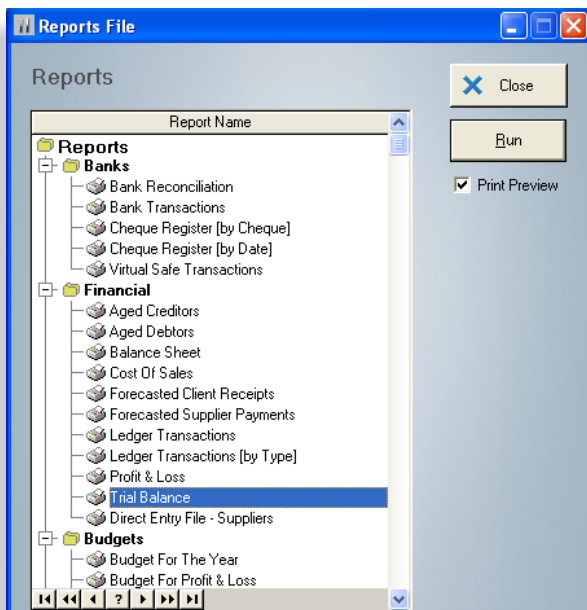 Reports File
Reports
Close
Report Name
Run
Print Preview
Reports
Banks
Bank Reconciliation
Bank Transactions
Cheque Register [by Cheque]
Cheque Register [by Date]
Virtual Safe Transactions
Financial
Aged Creditors
Aged Debtors
Balance Sheet
Cost Of Sales
Forecasted Client Receipts
Forecasted Supplier Payments
Ledger Transactions
Ledger Transactions [by Type]
Profit & Loss
Trial Balance
Direct Entry File - Suppliers
Budgets
Budget For The Year
Budget For Profit & Loss
?